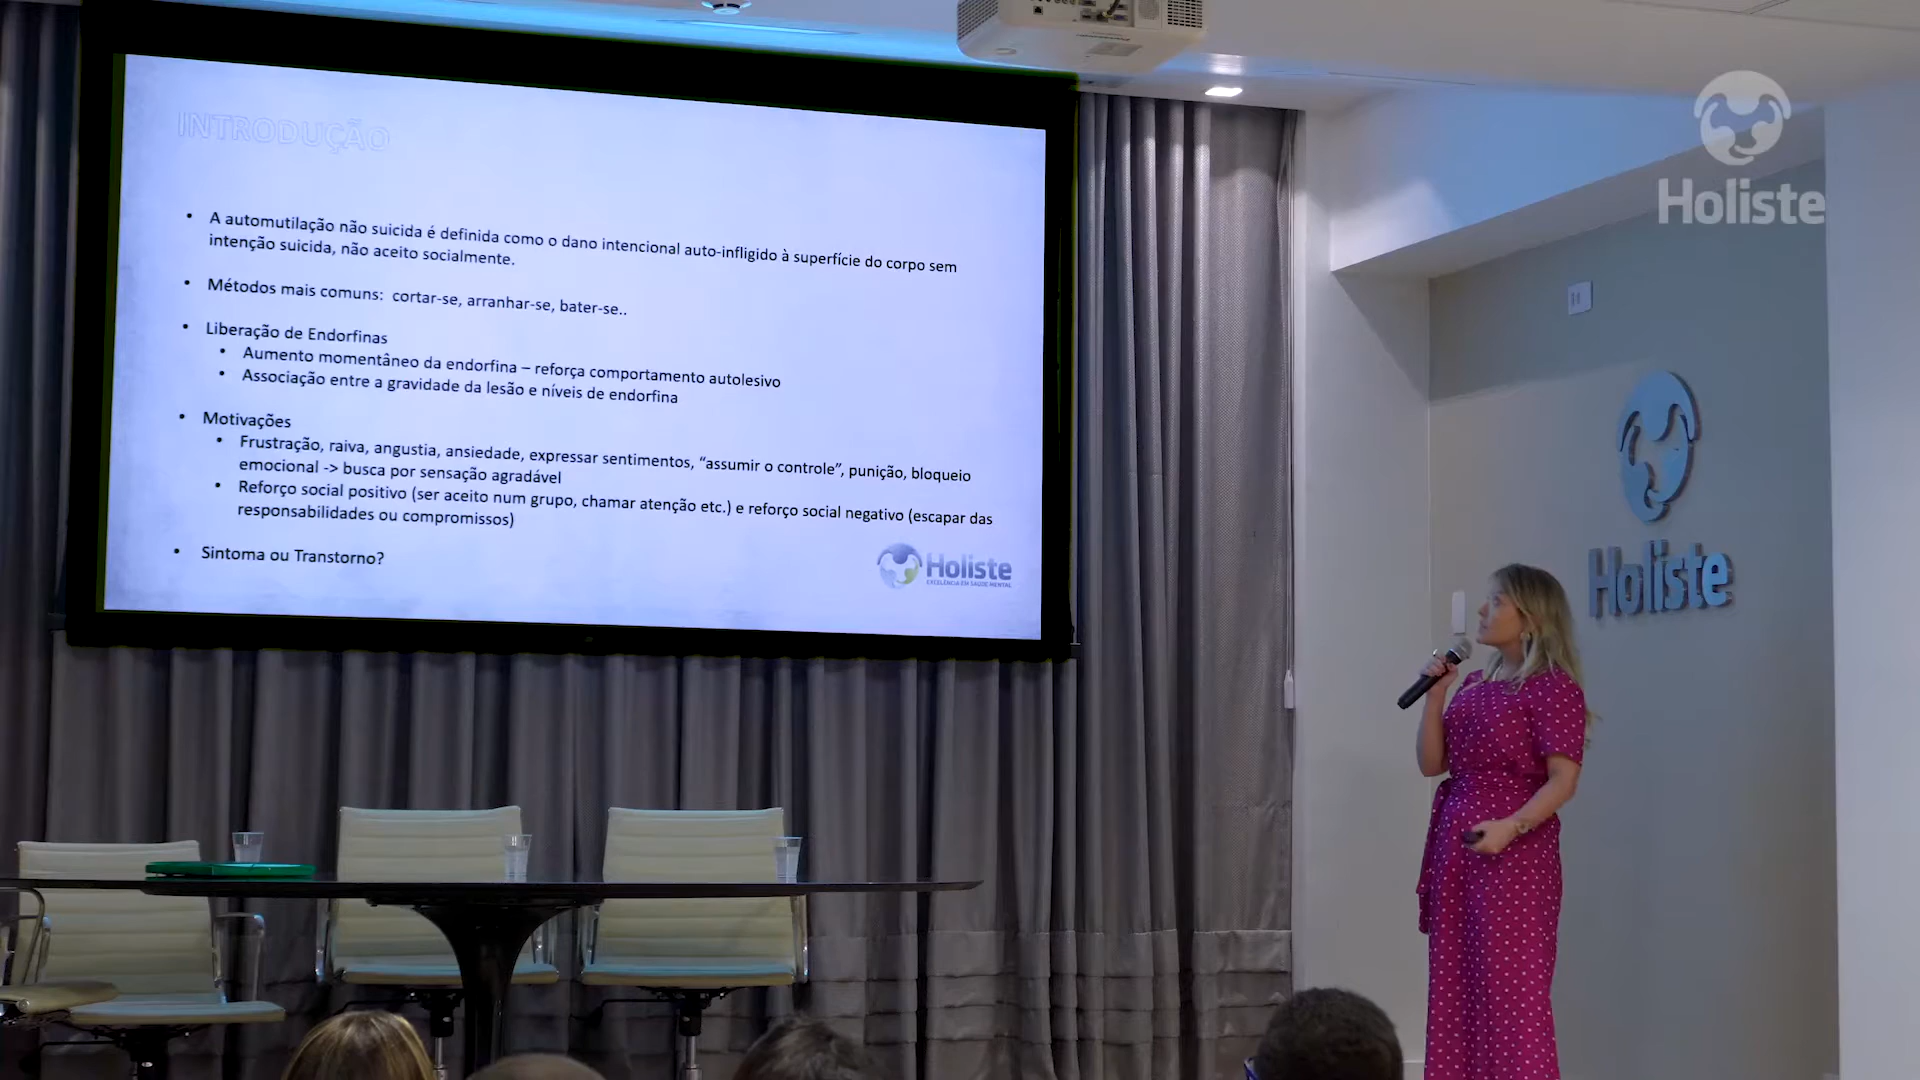 INTRODUÇÃO
• A automutilação não suicida é definida como o dano intencional auto-infligido à superfície do corpo sem
intenção suicida, não aceito socialmente.
• Métodos mais comuns: cortar-se, arranhar-se, bater-se..
• Liberação de Endorfinas
• Aumento momentâneo da endorfina – reforça comportamento autolesivo
• Associação entre a gravidade da lesão e níveis de endorfina
• Motivações
• Frustração, raiva, angustia, ansiedade, expressar sentimentos, “assumir o controle”, punição, bloqueio
emocional -> busca por sensação agradável
• Reforço social positivo (ser aceito num grupo, chamar atenção etc.) e reforço social negativo (escapar das
responsabilidades ou compromissos)
• Sintoma ou Transtorno?
Holiste
EXCELÊNCIA EM SAÚDE MENTAL
Holiste
Holiste